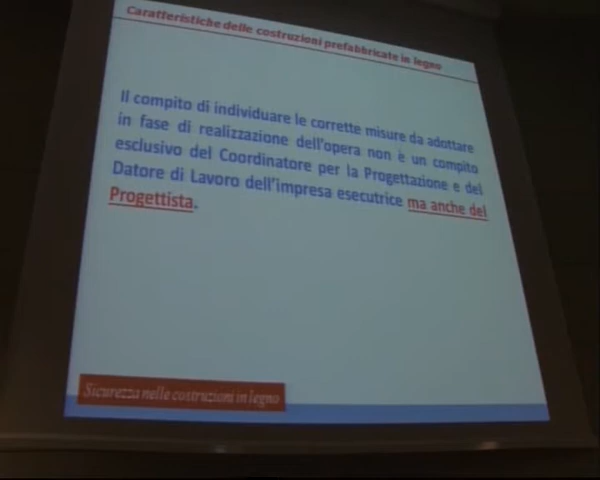 Caratteristiche delle costruzioni prefabbricate in legno
Il compito di individuare le corrette misure da adottare
in fase di realizzazione dell'opera non è un compito
esclusivo del Coordinatore per la Progettazione e del
Datore di Lavoro dell'impresa esecutrice ma anche del
Progettista.
Sicurezza nelle costruzioni in legno